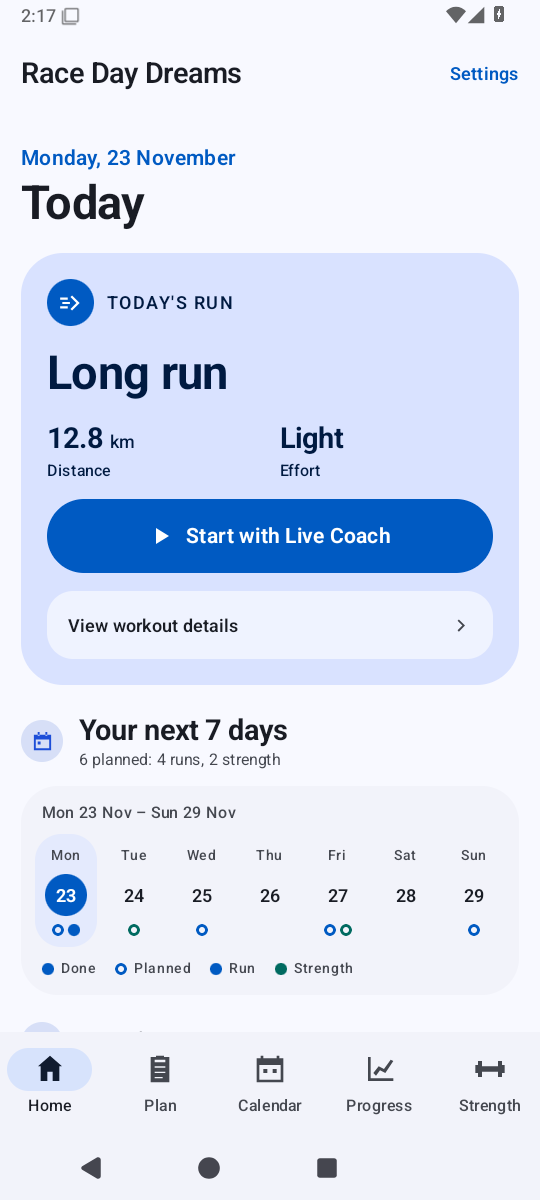 2:17
Race Day Dreams
Settings
Monday, 23 November
Today
TODAY'S RUN
Long run
12.8 km
Light
Distance
Effort
Start with Live Coach
View workout details
Your next 7 days
6 planned: 4 runs, 2 strength
Mon 23 Nov – Sun 29 Nov
Mon Tue Wed Thu Fri Sat Sun
23 24 25 26 27 28 29
Done Planned Run Strength
Home Plan Calendar Progress Strength